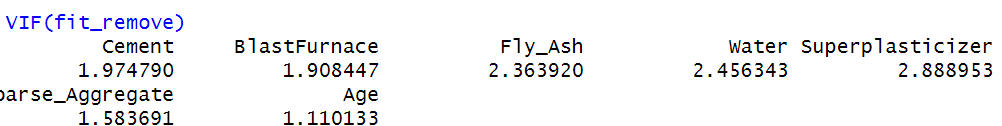 VIF(fit_remove)
Cement BlastFurnace Fly_Ash Water Superplasticizer
1.974790 1.908447 2.363920 2.456343 2.888953
oarse_Aggregate Age
1.583691 1.110133